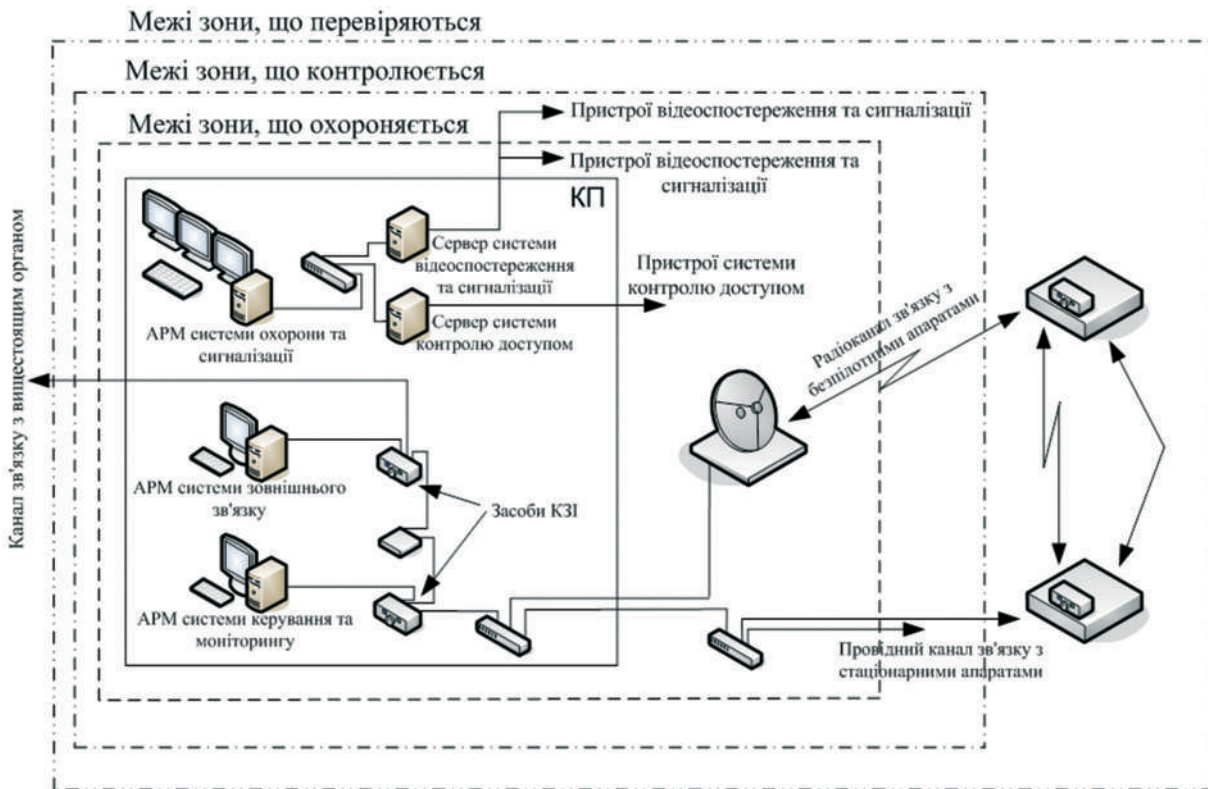 Межі зони, що перевіряються
Межі зони, що контролюється
Межі зони, що охороняється
Пристрої відеоспостереження та сигналізації
Пристрої відеоспостереження та
сигналізації
КП
Сервер системи
відеоспостереження
та сигналізації
Пристрої системи
контролю доступом
АРМ системи охорони та
сигналізації
Сервер системи
контролю доступом
Радіоканал зв'язку з
безпілотними апаратами
Канал зв'язку з вищестоящим органом
АРМ системи зовнішнього
зв'язку
Засоби КЗІ
АРМ системи керування та
моніторингу
Провідний канал зв'язку з
стаціонарними апаратами